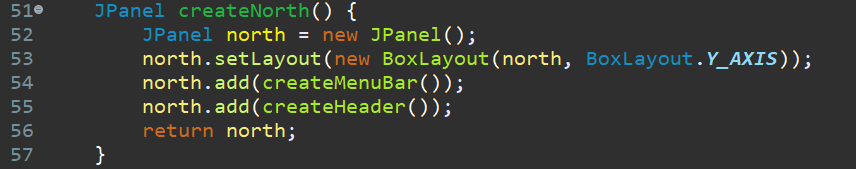 51 JPanel createNorth() {
52 JPanel north = new JPanel();
53 north.setLayout(new BoxLayout(north, BoxLayout.Y_AXIS));
54 north.add(createMenuBar());
55 north.add(createHeader());
56 return north;
57 }